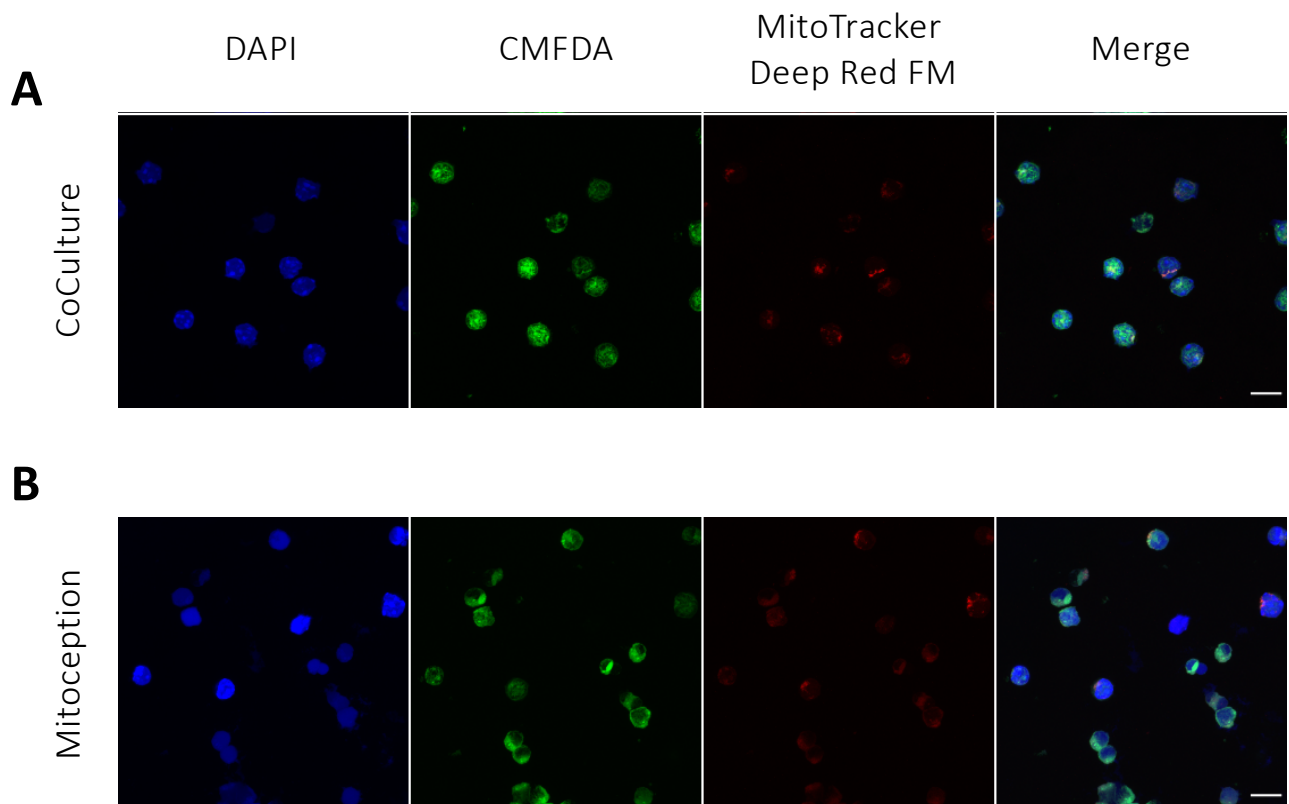 DAPI
CMFDA
MitoTracker
Deep Red FM
Merge
A
CoCulture
B
Mitoception